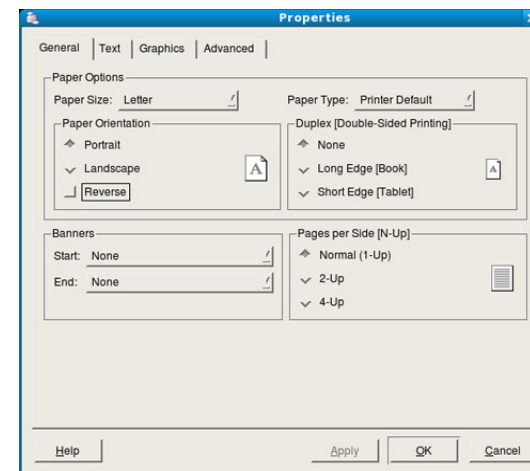 Properties
General Text Graphics Advanced
Paper Options
Paper Size: Letter Paper Type: Printer Default
Paper Orientation
Portrait
Landscape
Reverse
A
Duplex [Double-Sided Printing]
None
Long Edge [Book]
Short Edge [Tablet]
A
Banners
Start: None
End: None
Pages per Side [N-Up]
Normal (1-Up)
2-Up
4-Up
Help Apply OK Cancel